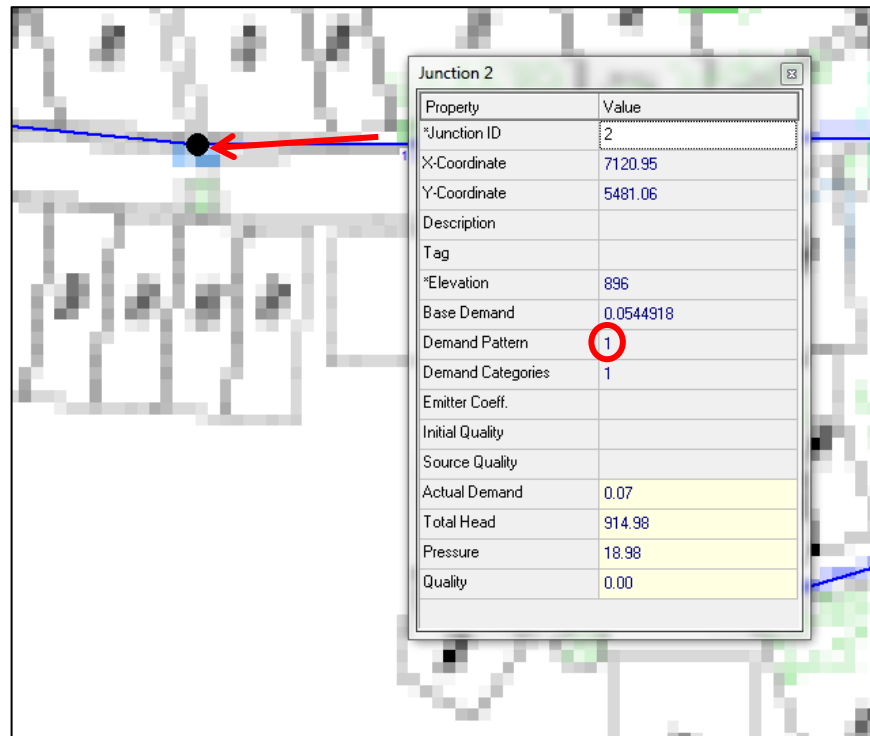 Junction 2
Property Value
*Junction ID 2
X-Coordinate 7120.95
Y-Coordinate 5481.06
Description
Tag
*Elevation 896
Base Demand 0.0544918
Demand Pattern 1
Demand Categories 1
Emitter Coeff.
Initial Quality
Source Quality
Actual Demand 0.07
Total Head 914.98
Pressure 18.98
Quality 0.00